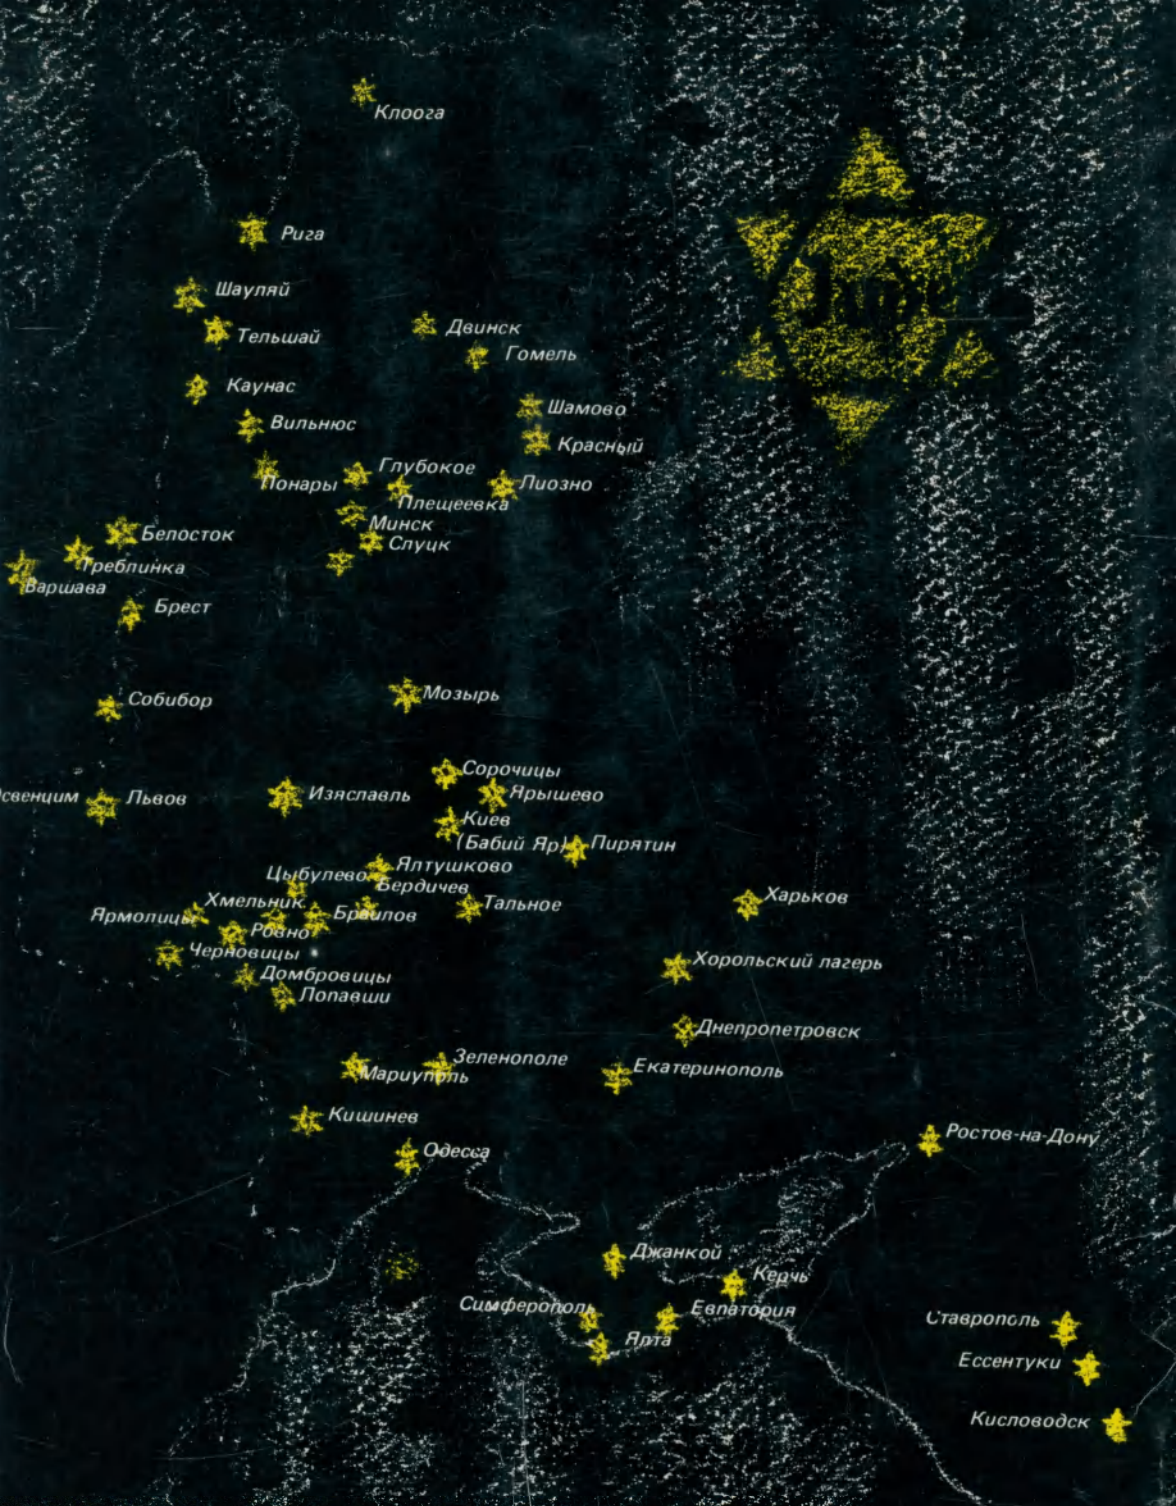 Клоога
Рига
Шауляй
Тельшай
Двинск
Гомель
Каунас
Шамово
Вильнюс
Красный
Глубокое
Понары
Лиозно
Плещеевка
Минск
Белосток
Слуцк
Треблинка
Варшава
Брест
Мозырь
Собибор
Сорочицы
свенцим
Львов
Изяславль
Ярышево
Киев
(Бабий Яр)
Пирятин
Ялтушково
Цыбулево
Бердичев
Харьков
Хмельник
Тальное
Ярмолицы
Браилов
Ровно
Черновицы
Хорольский лагерь
Домбровицы
Лопавши
Днепропетровск
Зеленополе
Мариуполь
Екатеринополь
Кишинев
Ростов-на-Дону
Одесса
Джанкой
Керчь
Симферополь
Евпатория
Ставрополь
Ялта
Ессентуки
Кисловодск